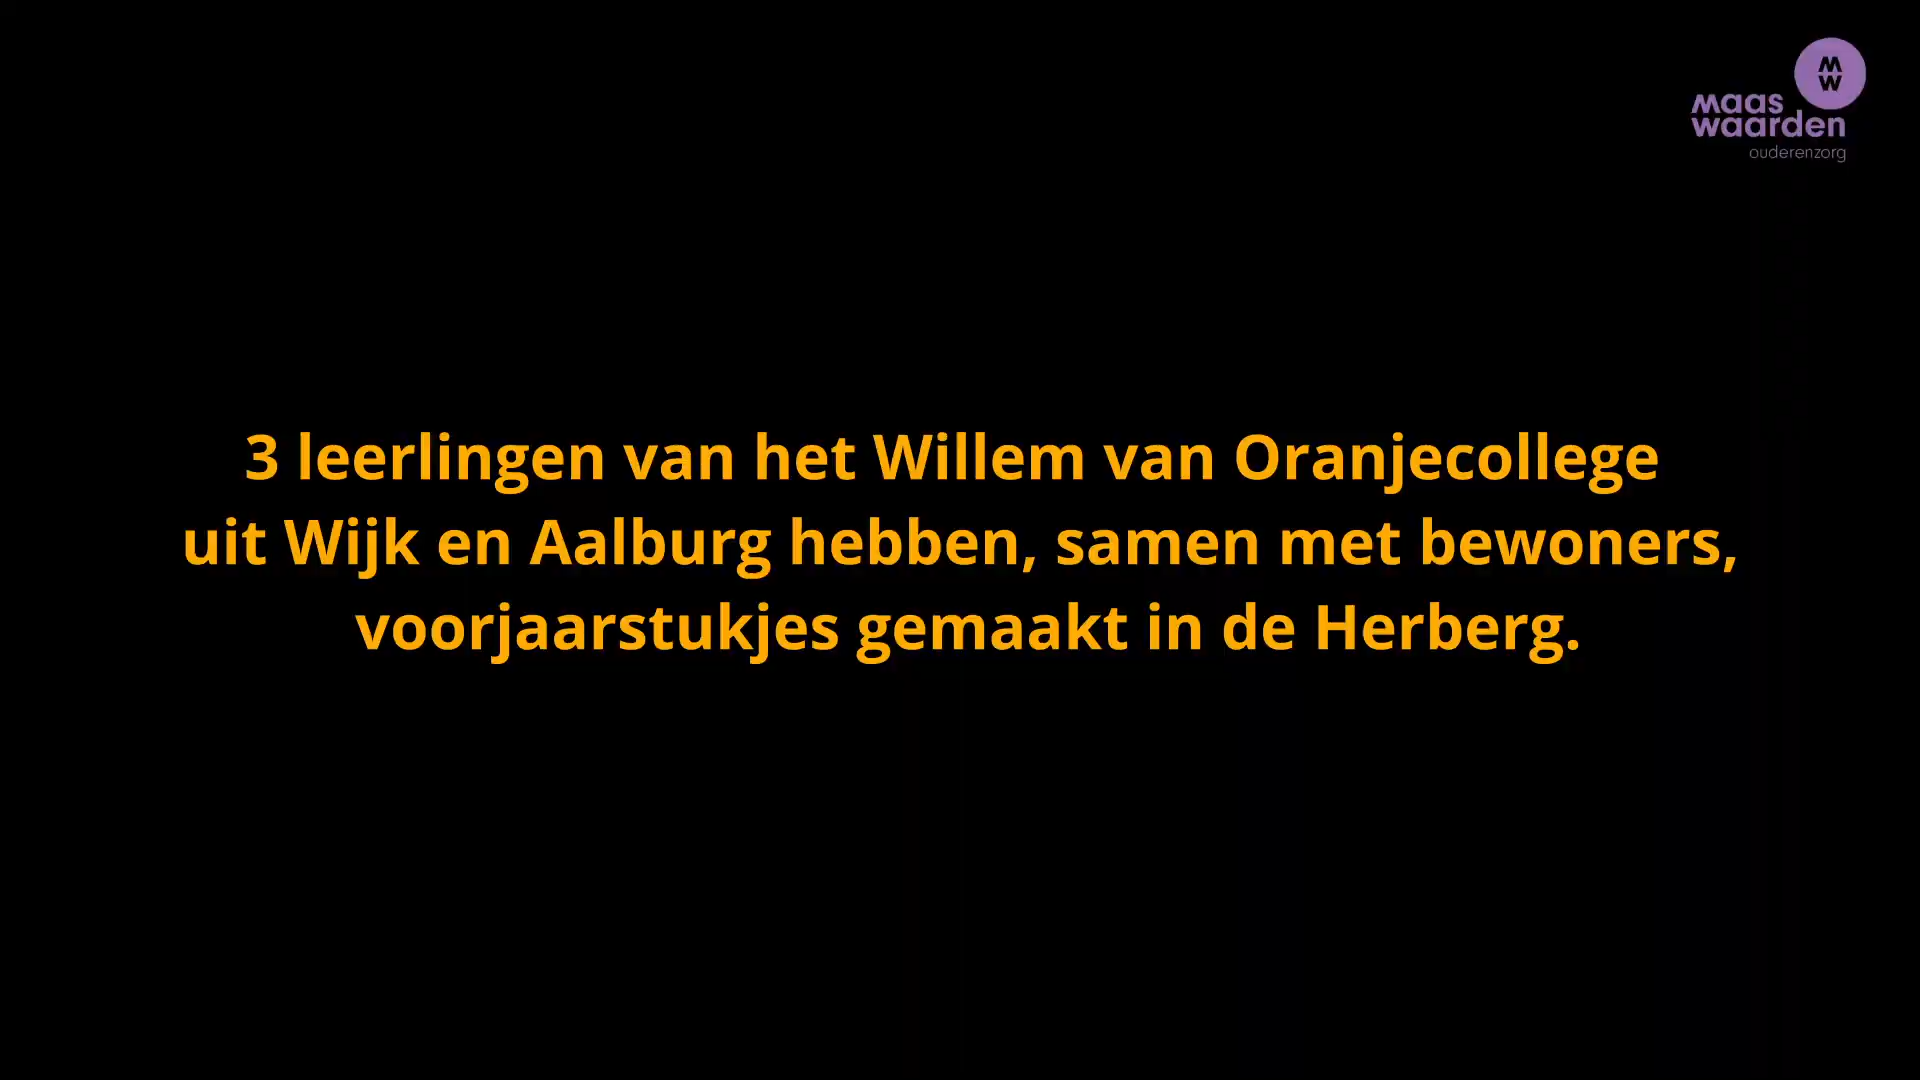 MW
maas
waarden
ouderenzorg
3 leerlingen van het Willem van Oranjecollege
uit Wijk en Aalburg hebben, samen met bewoners,
voorjaarstukjes gemaakt in de Herberg.